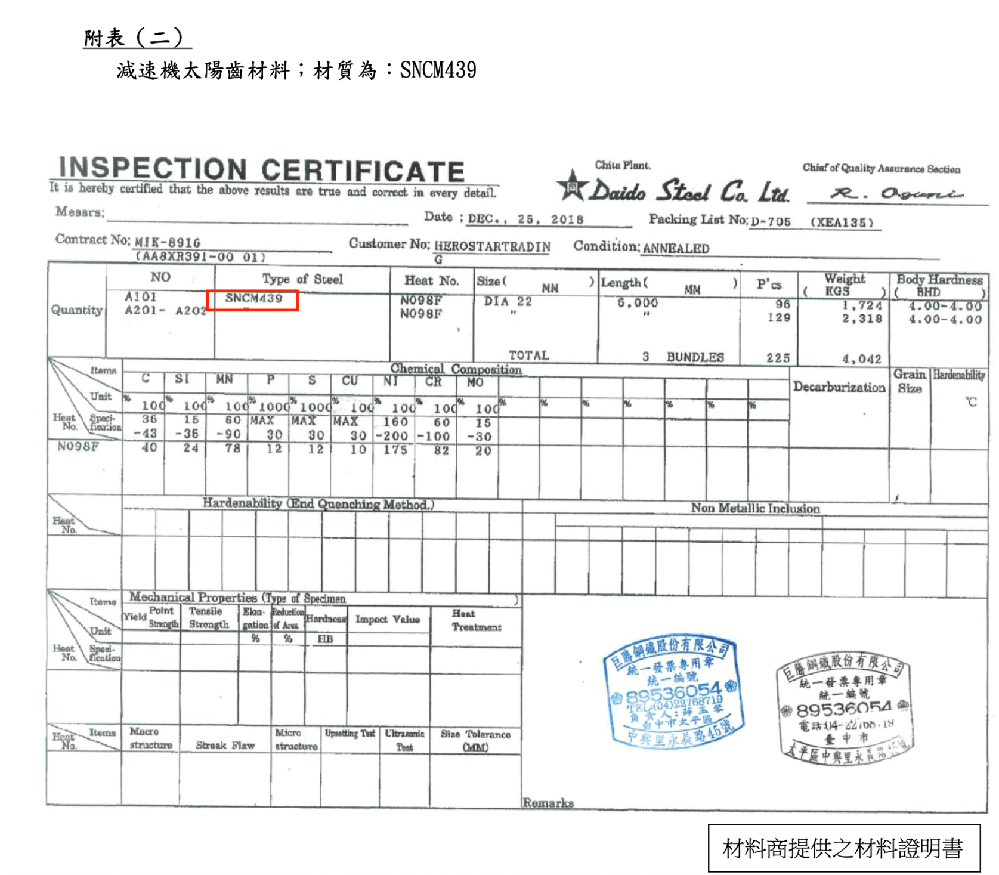 附表（二）
減速機太陽齒材料；材質為：SNCM439
INSPECTION CERTIFICATE
It is hereby certified that the above results are true and correct in every detail.
Chita Plant.
Daido Steel Co. Ltd.
Chief of Quality Assurance Section
R. Oguni
Messrs:
Date ; DEC., 25, 2018
Packing List No; D-705 (XEA135)
Contract No; MIK-8916
(AA8XR391-00 01)
Customer No: HEROSTARTRADIN
G
Condition; ANNEALED
Quantity
NO Type of Steel Heat No. Size( MM ) Length( MM ) P'cs Weight ( KGS ) Body Hardness ( BHD )
A101 SNCM439 N098F DIA 22 6,000 96 1,724 4.00-4.00
A201- A202 " N098F " " 129 2,318 4.00-4.00
TOTAL 3 BUNDLES 225 4,042
Items
Chemical Composition
Decarburization
Grain Size
Hardenability
°C
C SI MN P S CU NI CR MO
Unit
% 100 % 100 % 100 % 1000 % 1000 % 100 % 100 % 100 % 100 % % % % % % %
Heat No.
Speci-fication
36 15 60 MAX MAX MAX 160 60 15
-43 -35 -90 30 30 30 -200 -100 -30
N098F 40 24 78 12 12 10 175 82 20
Hardenability (End Quenching Method.)
Non Metallic Inclusion
Heat No.
Items
Mechanical Properties (Type of Specimen )
Yield Point Strength
Tensile Strength
Elon-gation
Reduction of Area
Hardness
Impact Value
Heat Treatment
Unit
% % HB
Heat No.
Speci-fication
Heat No.
Items
Macro structure
Streak Flaw
Micro structure
Upsetting Test
Ultrasonic Test
Size Tolerance (MM)
Remarks
巨勝鋼鐵股份有限公司
統一發票專用章
統一編號
89536054
TEL:(04)22768719
負責人：薛玉琴
台中市太平區
中興里永義路45號
巨勝鋼鐵股份有限公司
統一發票專用章
統一編號
89536054
電話:04-22768719
臺中市
太平區中興里永義路45號
材料商提供之材料證明書